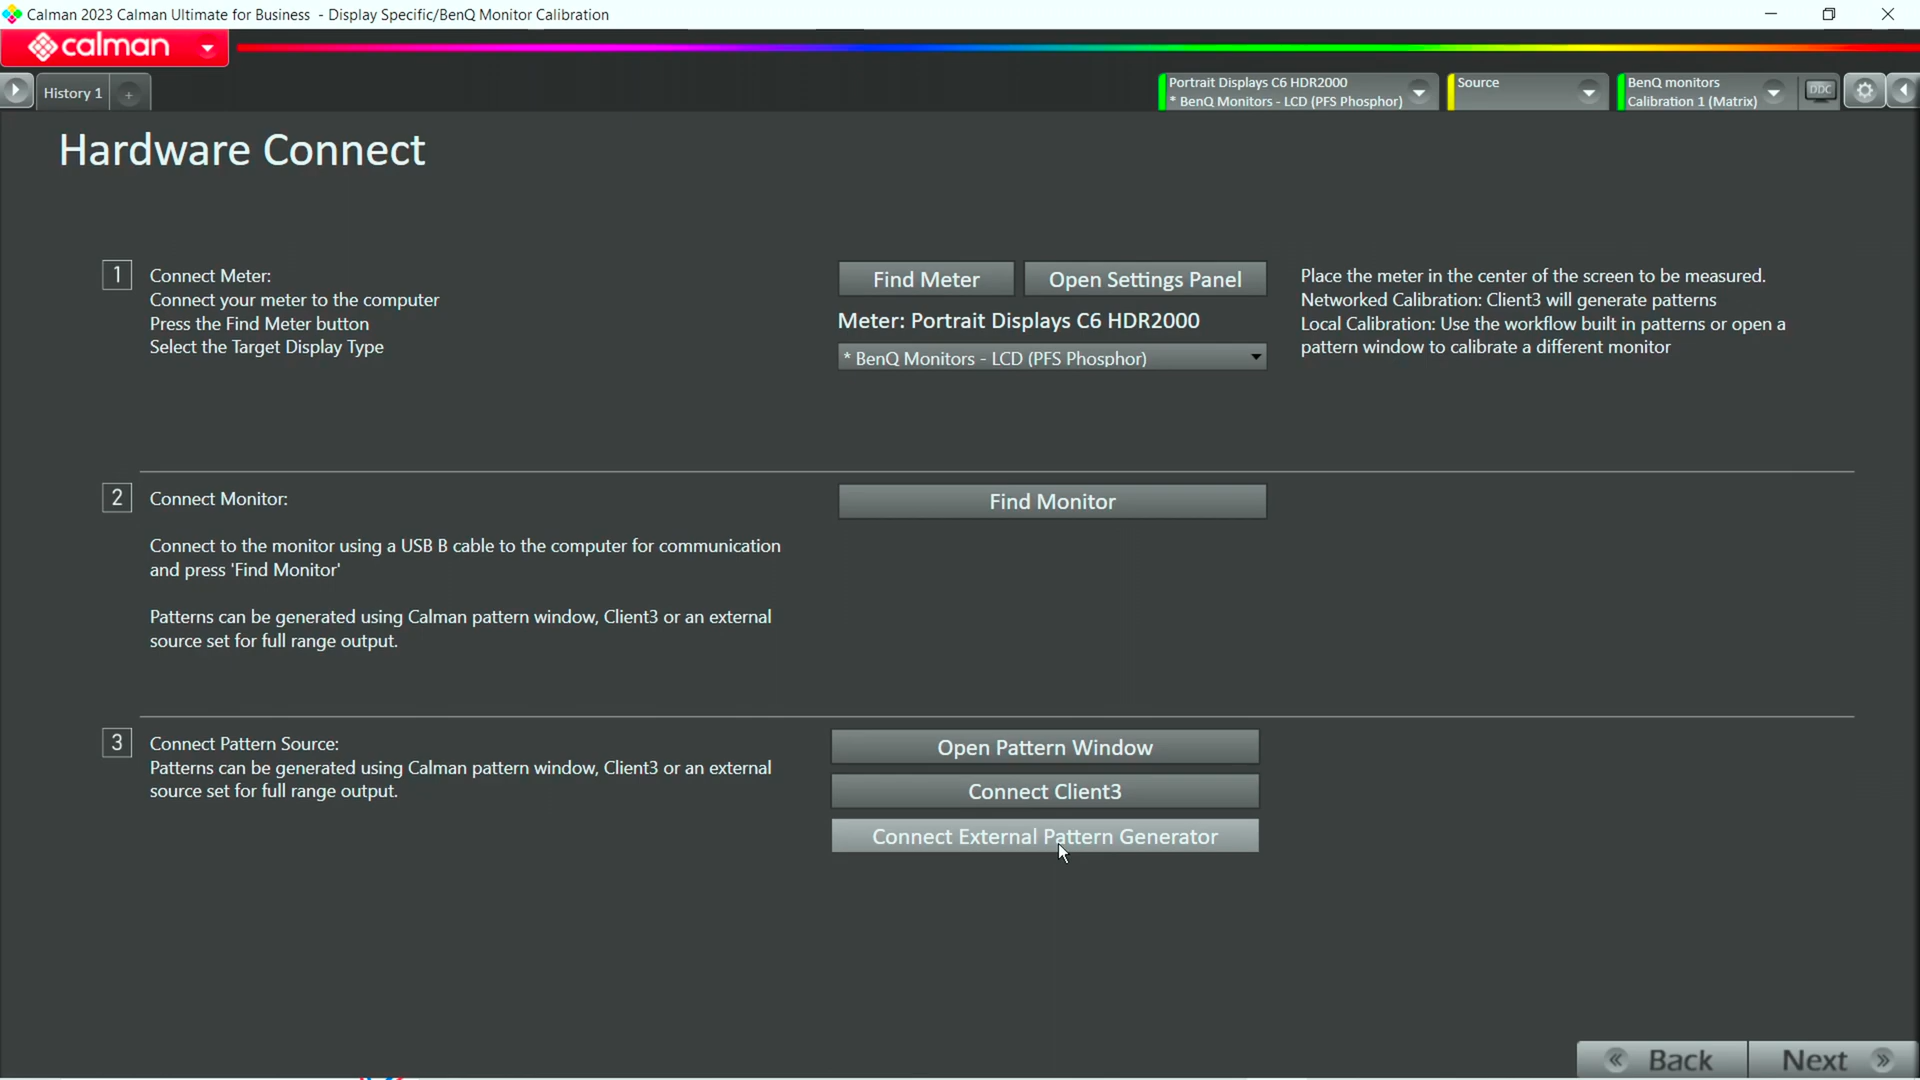 Calman 2023 Calman Ultimate for Business - Display Specific/BenQ Monitor Calibration
calman
History 1
+
Portrait Displays C6 HDR2000
* BenQ Monitors - LCD (PFS Phosphor)
Source
BenQ monitors
Calibration 1 (Matrix)
DDC
Hardware Connect
1
Connect Meter:
Connect your meter to the computer
Press the Find Meter button
Select the Target Display Type
Find Meter
Open Settings Panel
Meter: Portrait Displays C6 HDR2000
* BenQ Monitors - LCD (PFS Phosphor)
Place the meter in the center of the screen to be measured.
Networked Calibration: Client3 will generate patterns
Local Calibration: Use the workflow built in patterns or open a
pattern window to calibrate a different monitor
2
Connect Monitor:
Connect to the monitor using a USB B cable to the computer for communication
and press 'Find Monitor'
Patterns can be generated using Calman pattern window, Client3 or an external
source set for full range output.
Find Monitor
3
Connect Pattern Source:
Patterns can be generated using Calman pattern window, Client3 or an external
source set for full range output.
Open Pattern Window
Connect Client3
Connect External Pattern Generator
« Back
Next »